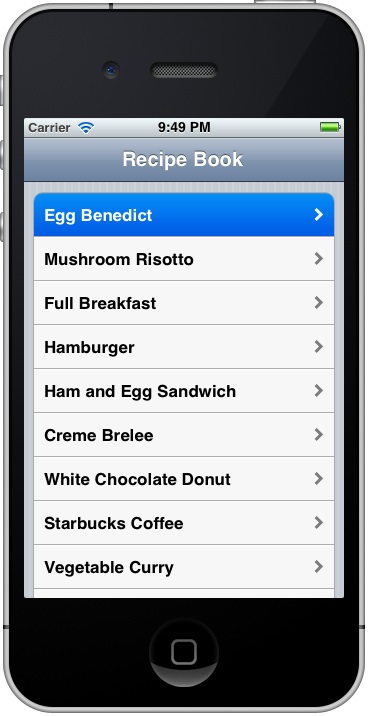 Carrier 9:49 PM
Recipe Book
Egg Benedict
Mushroom Risotto
Full Breakfast
Hamburger
Ham and Egg Sandwich
Creme Brelee
White Chocolate Donut
Starbucks Coffee
Vegetable Curry